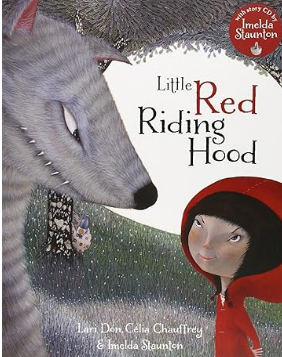 with story CD by
Imelda
Staunton
Little Red
Riding
Hood
Lari Don, Célia Chauffrey
& Imelda Staunton